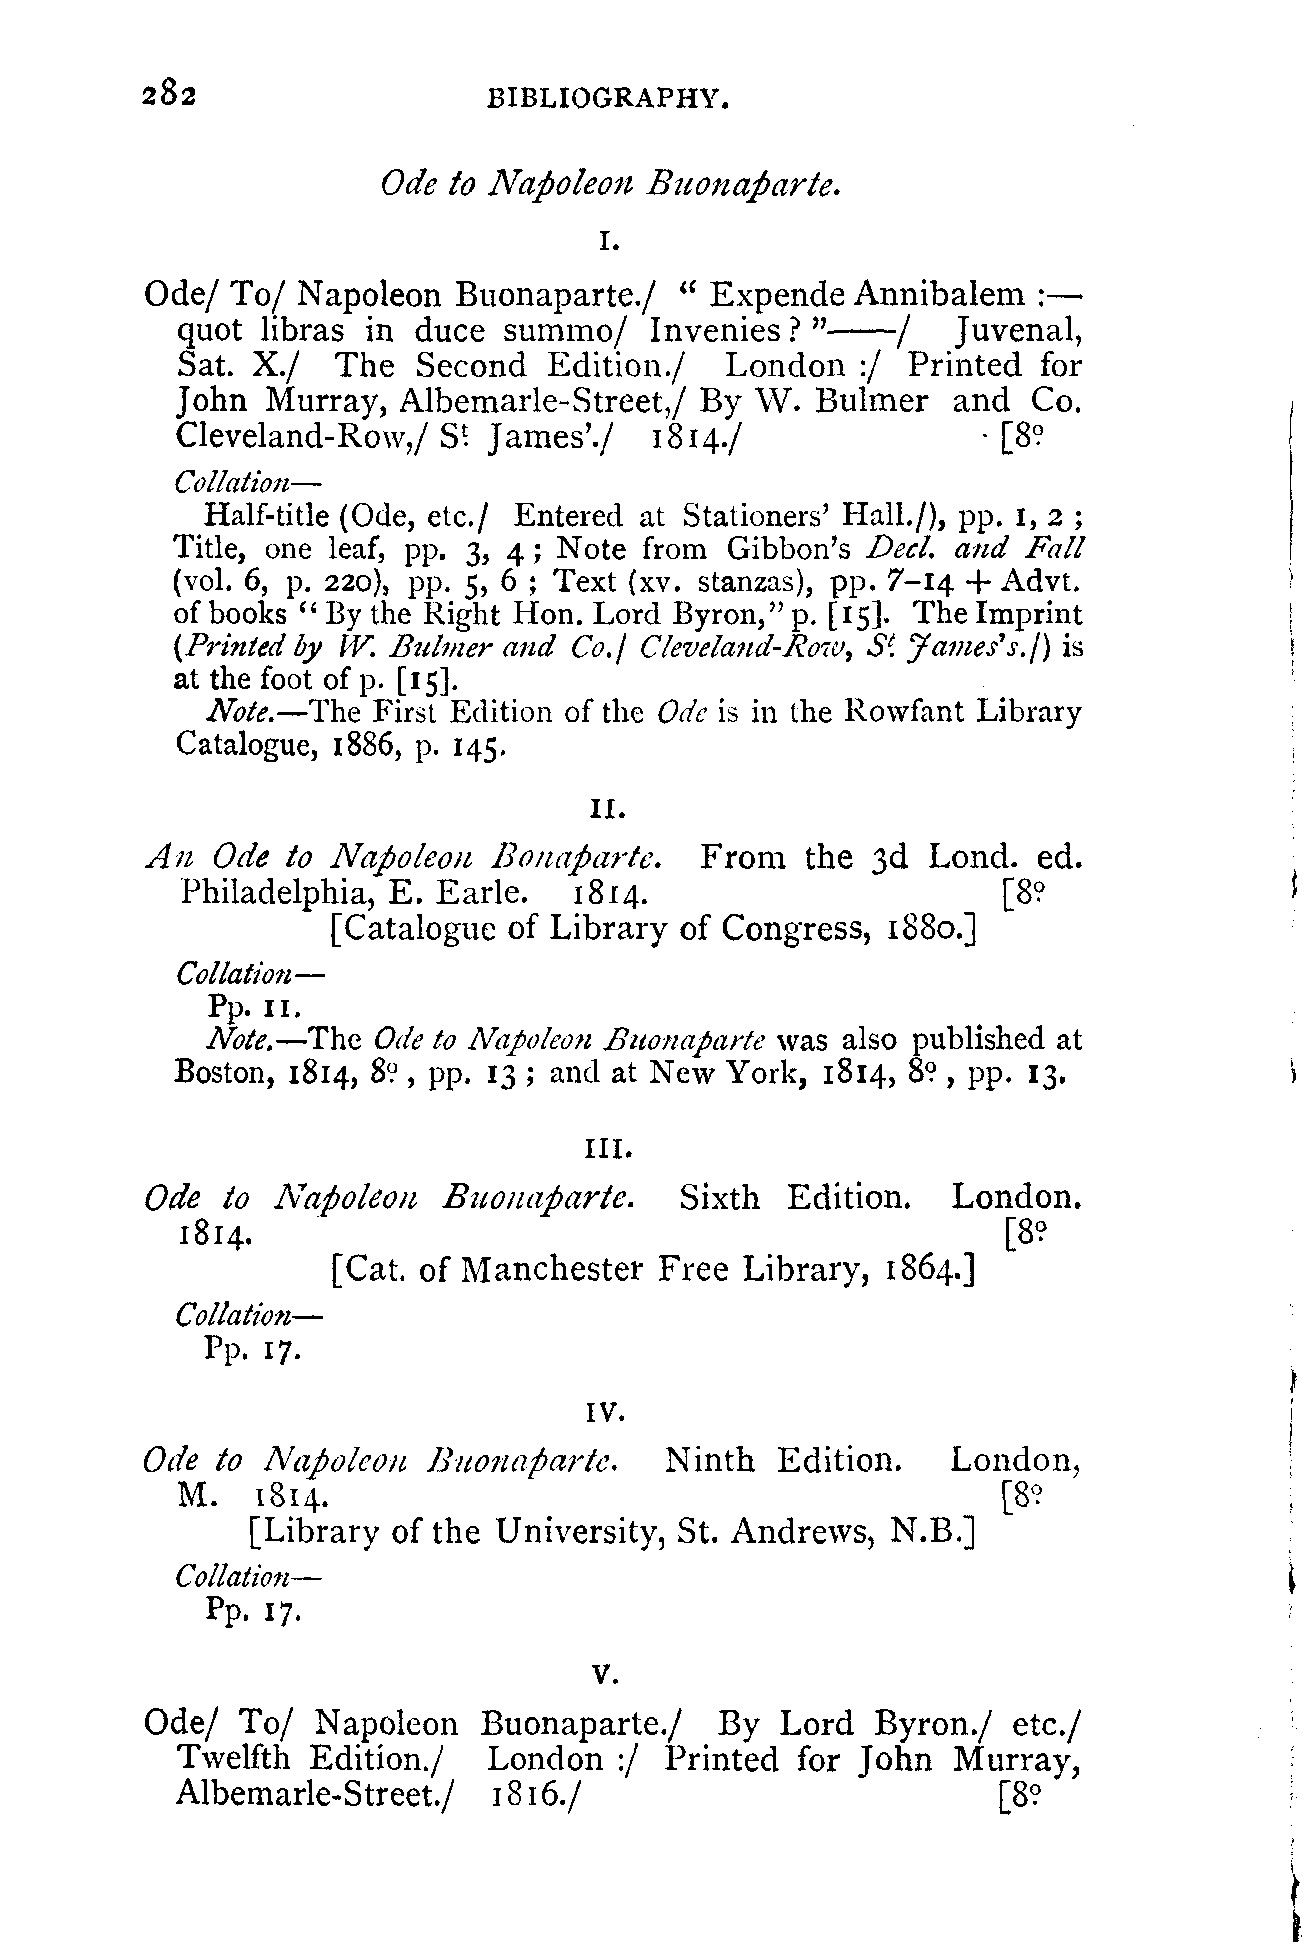 282 BIBLIOGRAPHY.
Ode to Napoleon Buonaparte.
I.
Ode/ To/ Napoleon Buonaparte./ “ Expende Annibalem :—
quot libras in duce summo/ Invenies ? ”——/ Juvenal,
Sat. X./ The Second Edition./ London :/ Printed for
John Murray, Albemarle-Street,/ By W. Bulmer and Co.
Cleveland-Row,/ St. James'./ 1814./ [8º
Collation—
Half-title (Ode, etc./ Entered at Stationers' Hall./), pp. 1, 2 ;
Title, one leaf, pp. 3, 4 ; Note from Gibbon's Decl. and Fall
(vol. 6, p. 220), pp. 5, 6 ; Text (xv. stanzas), pp. 7–14 + Advt.
of books “ By the Right Hon. Lord Byron,” p. [15]. The Imprint
(Printed by W. Bulmer and Co./ Cleveland-Row, St. James's./) is
at the foot of p. [15].
Note.—The First Edition of the Ode is in the Rowfant Library
Catalogue, 1886, p. 145.
II.
An Ode to Napoleon Bonaparte. From the 3d Lond. ed.
Philadelphia, E. Earle. 1814. [8º
[Catalogue of Library of Congress, 1880.]
Collation—
Pp. 11.
Note.—The Ode to Napoleon Buonaparte was also published at
Boston, 1814, 8º , pp. 13 ; and at New York, 1814, 8º , pp. 13.
III.
Ode to Napoleon Buonaparte. Sixth Edition. London.
1814. [8º
[Cat. of Manchester Free Library, 1864.]
Collation—
Pp. 17.
IV.
Ode to Napoleon Buonaparte. Ninth Edition. London,
M. 1814. [8º
[Library of the University, St. Andrews, N.B.]
Collation—
Pp. 17.
V.
Ode/ To/ Napoleon Buonaparte./ By Lord Byron./ etc./
Twelfth Edition./ London :/ Printed for John Murray,
Albemarle-Street./ 1816./ [8º